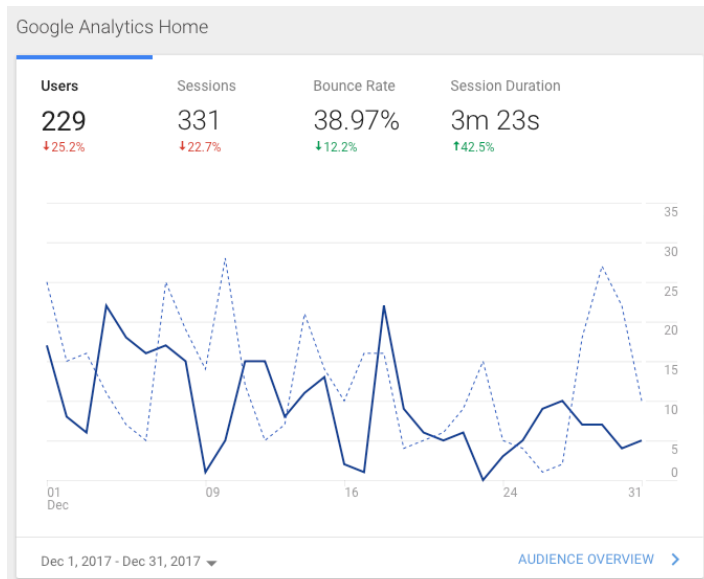 Google Analytics Home
Users Sessions Bounce Rate Session Duration
229 331 38.97% 3m 23s
↓25.2% ↓22.7% ↓12.2% ↑42.5%
35
30
25
20
15
10
5
0
01 09 16 24 31
Dec
Dec 1, 2017 - Dec 31, 2017 AUDIENCE OVERVIEW